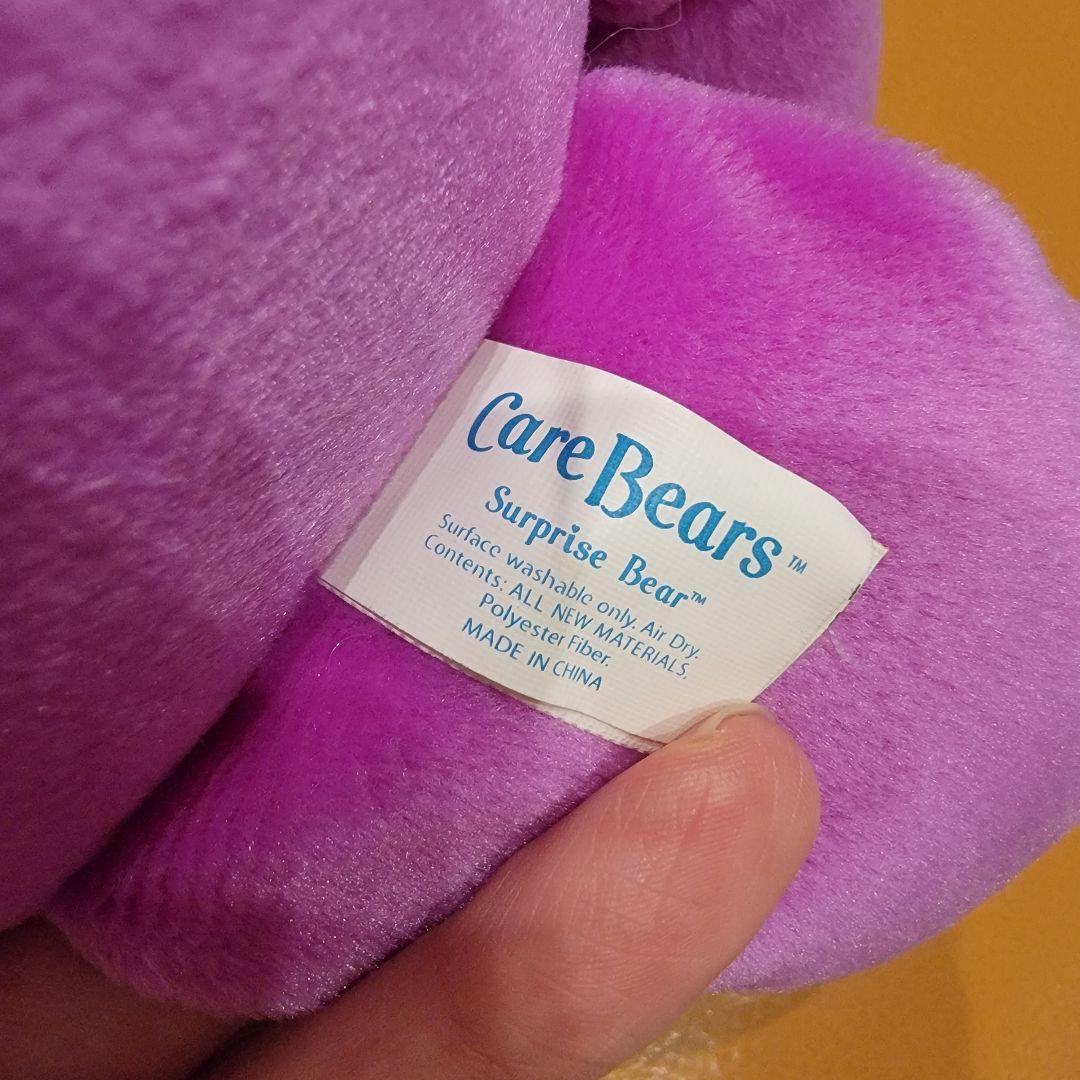 Care Bears™
Surprise Bear™
Surface washable only. Air Dry.
Contents: ALL NEW MATERIALS,
Polyester Fiber.
MADE IN CHINA